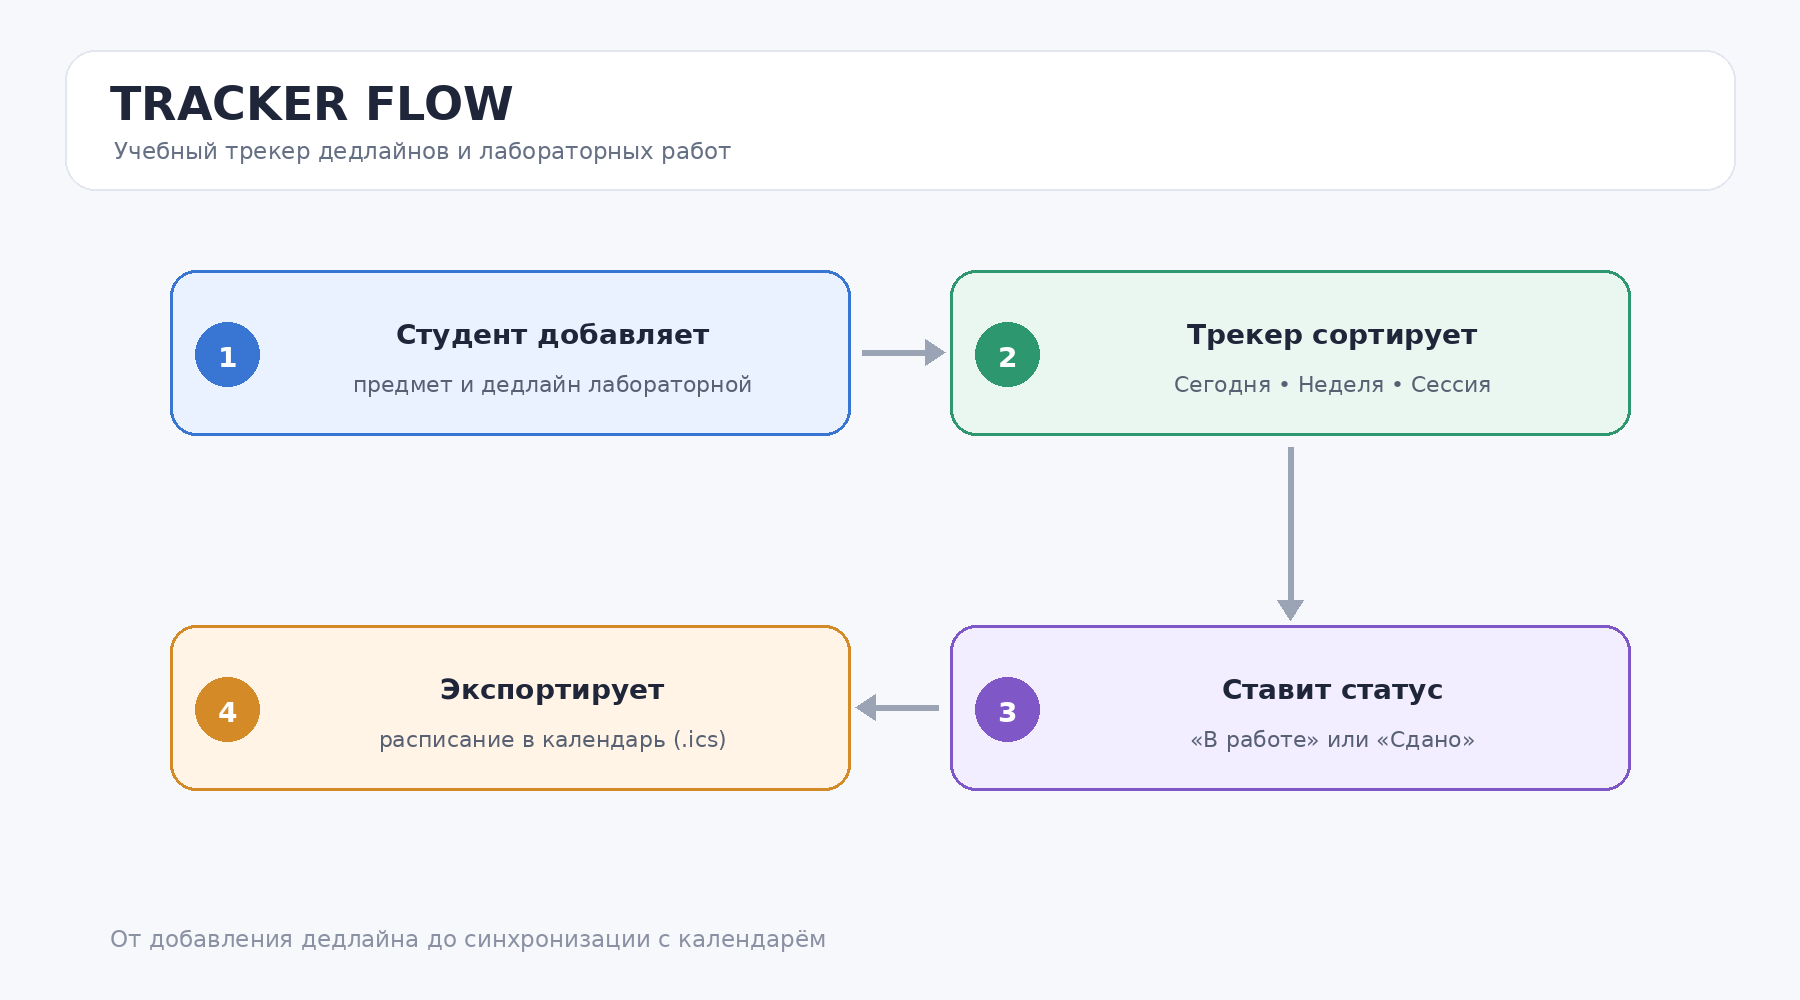 TRACKER FLOW
Учебный трекер дедлайнов и лабораторных работ
1
Студент добавляет
предмет и дедлайн лабораторной
2
Трекер сортирует
Сегодня • Неделя • Сессия
3
Ставит статус
«В работе» или «Сдано»
4
Экспортирует
расписание в календарь (.ics)
От добавления дедлайна до синхронизации с календарём